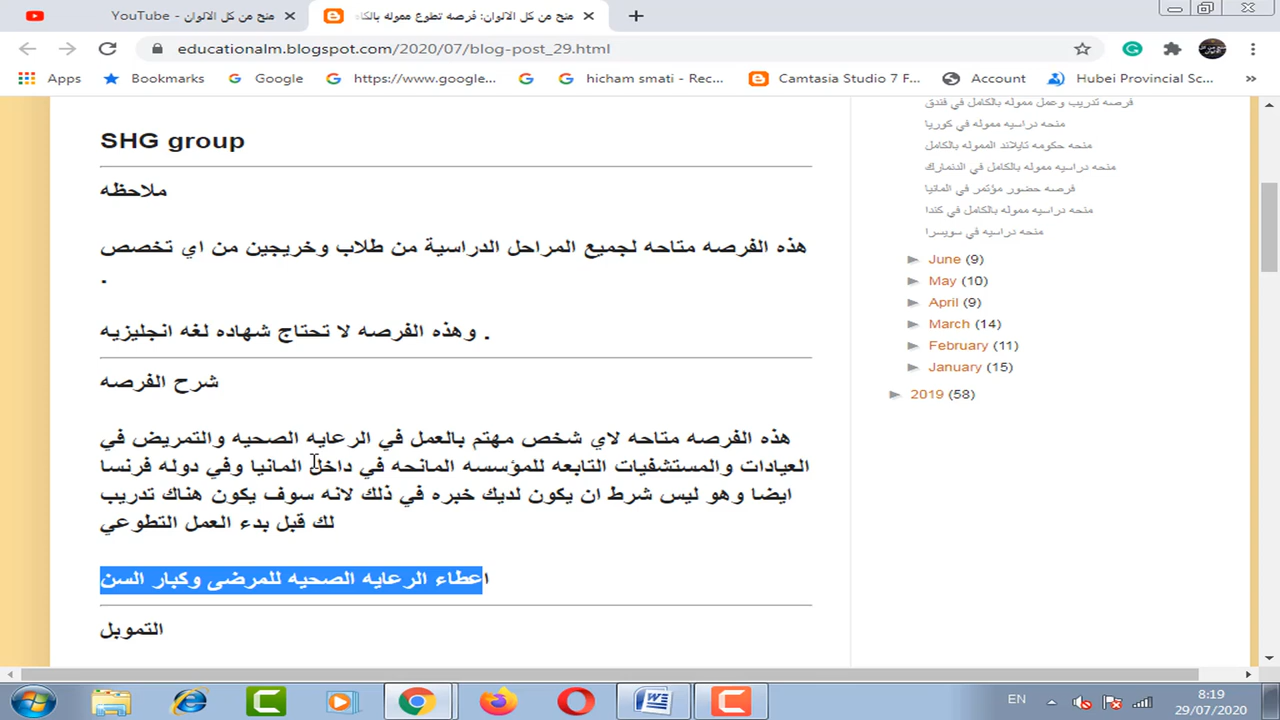 منح من كل الالوان - YouTube
منح من كل الالوان: فرصه تطوع مموله بالكا
educationalm.blogspot.com/2020/07/blog-post_29.html
Apps
Bookmarks
Google
https://www.google...
hicham smati - Rec...
Camtasia Studio 7 F...
Account
Hubei Provincial Sc...
»
SHG group
ملاحظه
هذه الفرصه متاحه لجميع المراحل الدراسية من طلاب وخريجين من اي تخصص
.
. وهذه الفرصه لا تحتاج شهاده لغه انجليزيه
شرح الفرصه
هذه الفرصه متاحه لاي شخص مهتم بالعمل في الرعايه الصحيه والتمريض في
العيادات والمستشفيات التابعه للمؤسسه المانحه في داخل المانيا وفي دوله فرنسا
ايضا وهو ليس شرط ان يكون لديك خبره في ذلك لانه سوف يكون هناك تدريب
لك قبل بدء العمل التطوعي
اعطاء الرعايه الصحيه للمرضى وكبار السن
التمويل
فرصه تدريب وعمل مموله بالكامل في فندق
منحه دراسيه مموله في كوريا
منحه حكومه تايلاند المموله بالكامل
منحه دراسيه مموله بالكامل في الدنمارك
فرصه حضور مؤتمر في المانيا
منحه دراسيه مموله بالكامل في كندا
منحه دراسيه في سويسرا
► June (9)
► May (10)
► April (9)
► March (14)
► February (11)
► January (15)
► 2019 (58)
EN
8:19
29/07/2020